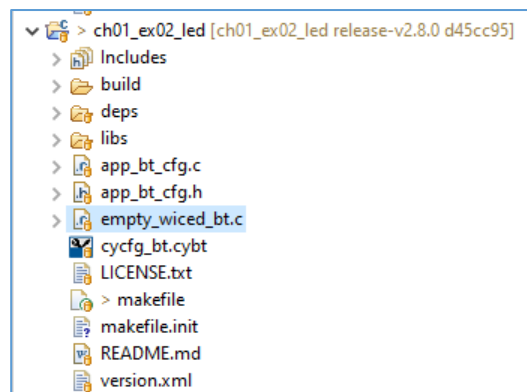 > ch01_ex02_led [ch01_ex02_led release-v2.8.0 d45cc95]
Includes
build
deps
libs
app_bt_cfg.c
app_bt_cfg.h
empty_wiced_bt.c
cycfg_bt.cybt
LICENSE.txt
> makefile
makefile.init
README.md
version.xml